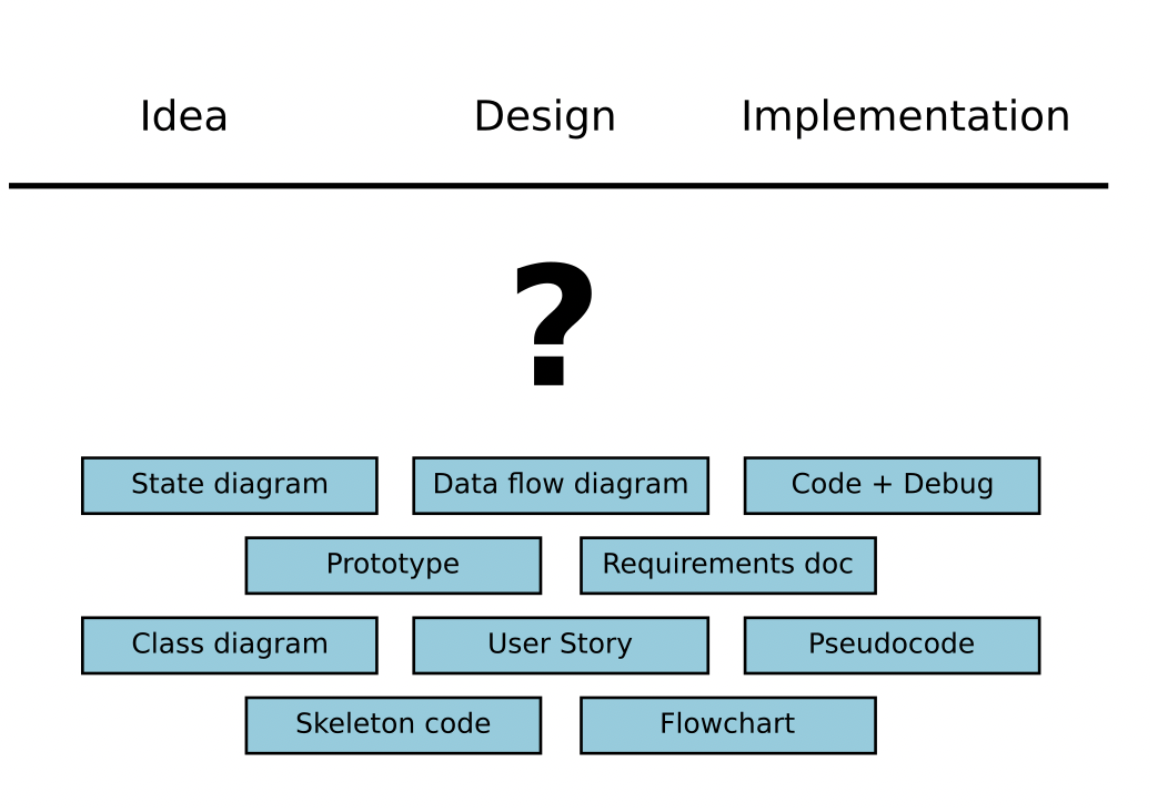 Idea
Design
Implementation
?
State diagram
Data flow diagram
Code + Debug
Prototype
Requirements doc
Class diagram
User Story
Pseudocode
Skeleton code
Flowchart